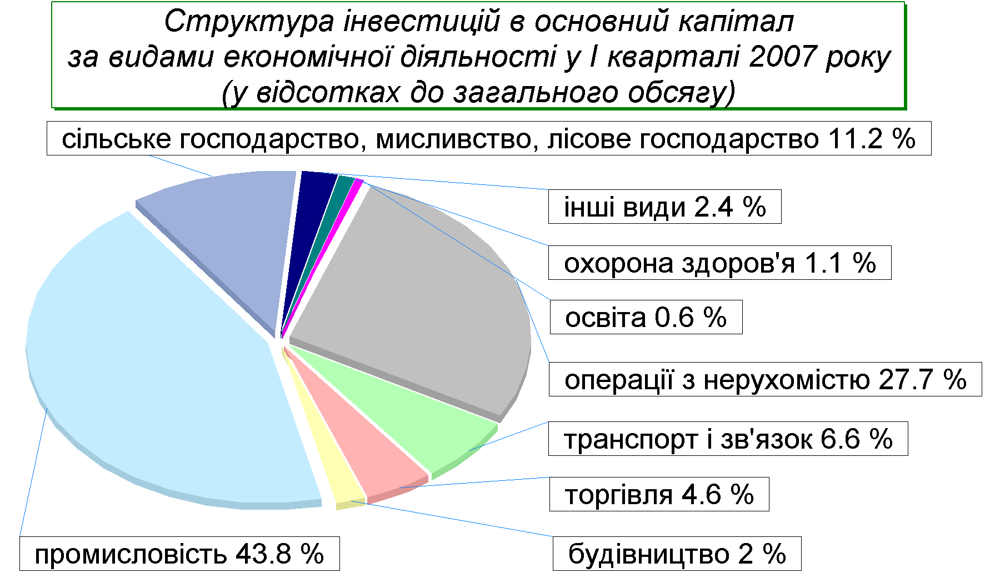 Структура інвестицій в основний капітал
за видами економічної діяльності у І кварталі 2007 року
(у відсотках до загального обсягу)
сільське господарство, мисливство, лісове господарство 11.2 %
інші види 2.4 %
охорона здоров'я 1.1 %
освіта 0.6 %
операції з нерухомістю 27.7 %
транспорт і зв'язок 6.6 %
торгівля 4.6 %
будівництво 2 %
промисловість 43.8 %